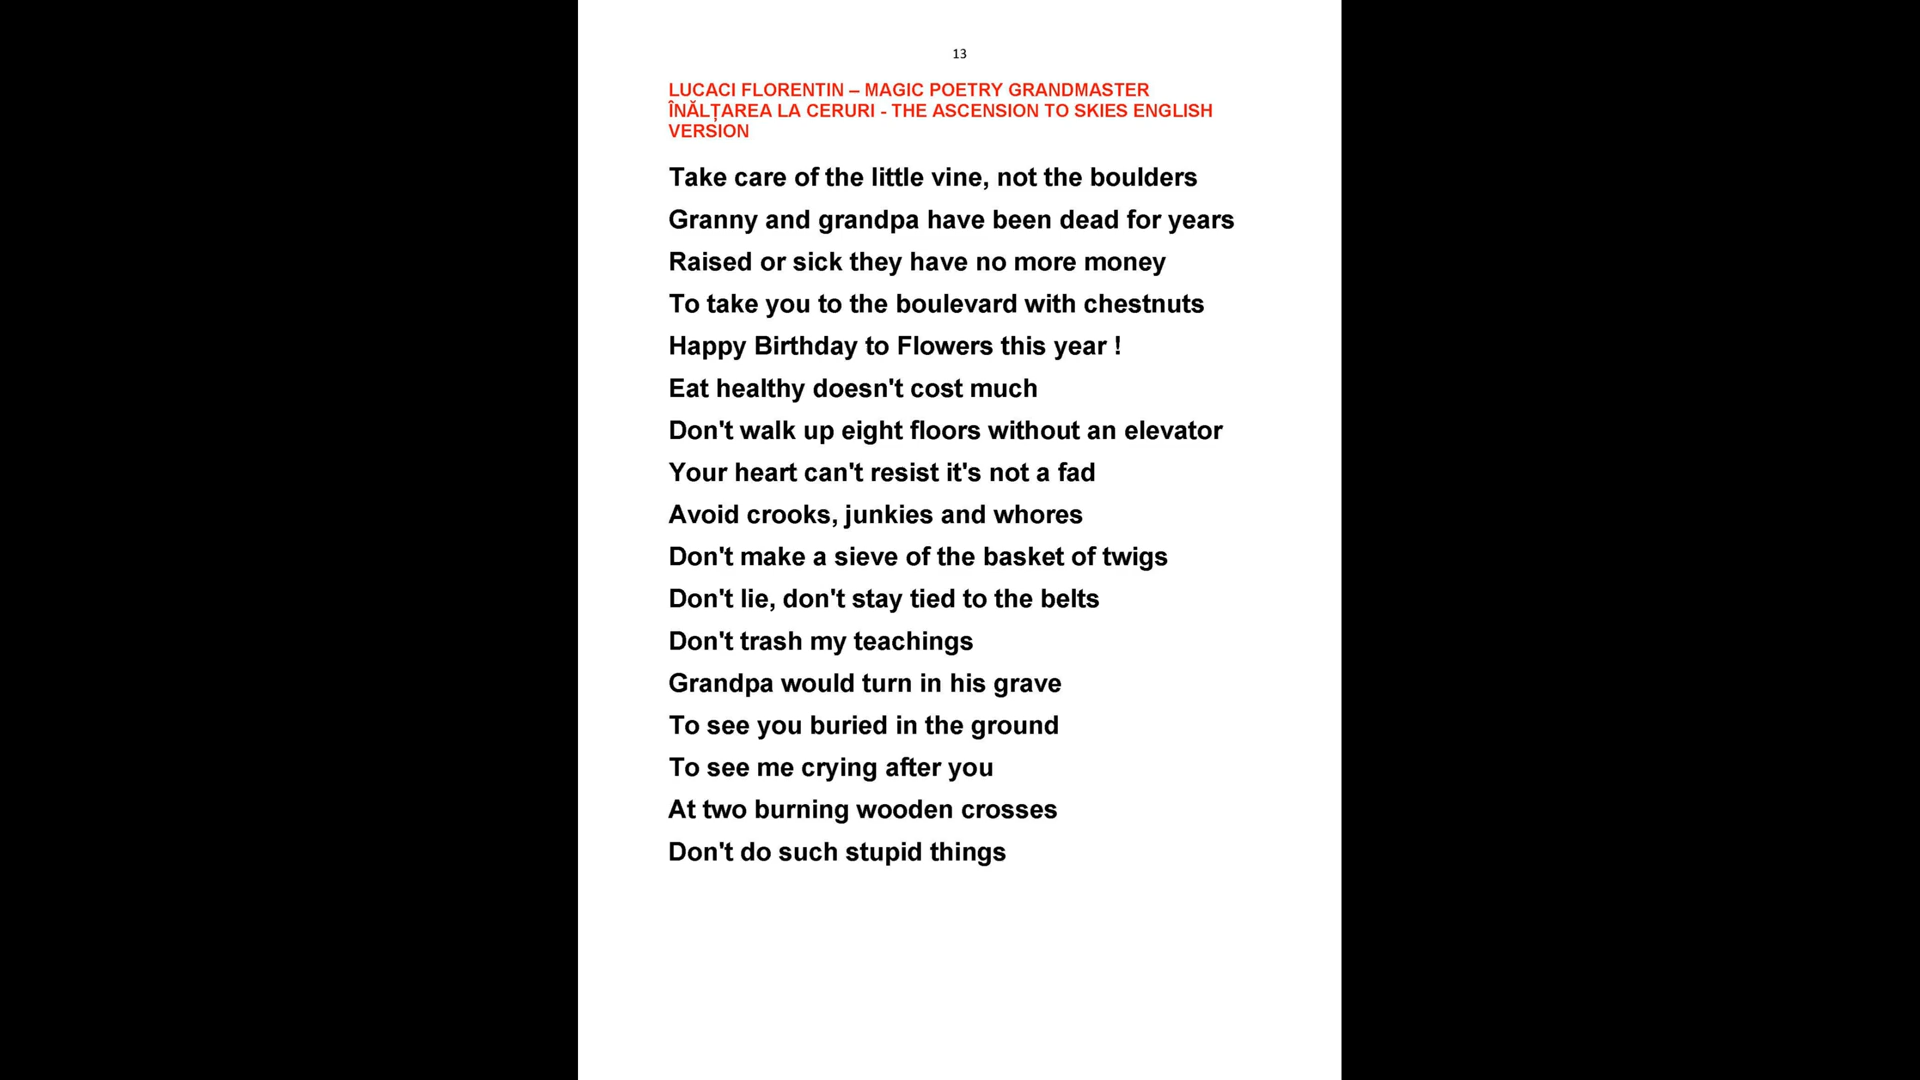 13
LUCACI FLORENTIN – MAGIC POETRY GRANDMASTER
ÎNĂLȚAREA LA CERURI - THE ASCENSION TO SKIES ENGLISH
VERSION
Take care of the little vine, not the boulders
Granny and grandpa have been dead for years
Raised or sick they have no more money
To take you to the boulevard with chestnuts
Happy Birthday to Flowers this year !
Eat healthy doesn't cost much
Don't walk up eight floors without an elevator
Your heart can't resist it's not a fad
Avoid crooks, junkies and whores
Don't make a sieve of the basket of twigs
Don't lie, don't stay tied to the belts
Don't trash my teachings
Grandpa would turn in his grave
To see you buried in the ground
To see me crying after you
At two burning wooden crosses
Don't do such stupid things